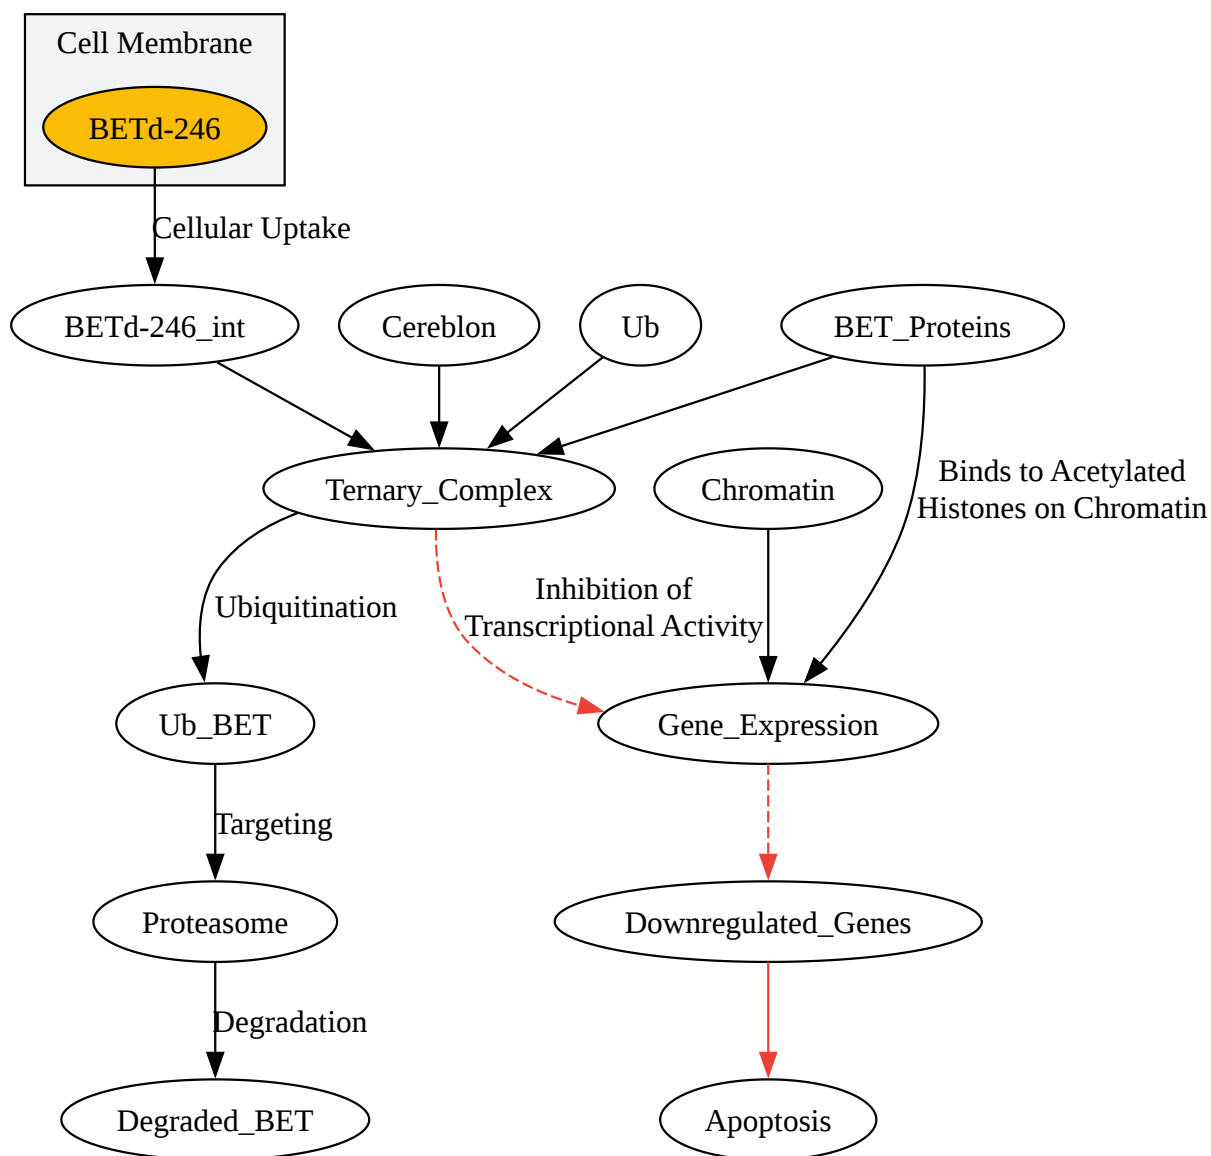 Cell Membrane
BETd-246
Cellular Uptake
BETd-246_int
Cereblon
Ub
BET_Proteins
Ternary_Complex
Chromatin
Binds to Acetylated
Histones on Chromatin
Ubiquitination
Inhibition of
Transcriptional Activity
Ub_BET
Gene_Expression
Targeting
Proteasome
Downregulated_Genes
Degradation
Degraded_BET
Apoptosis